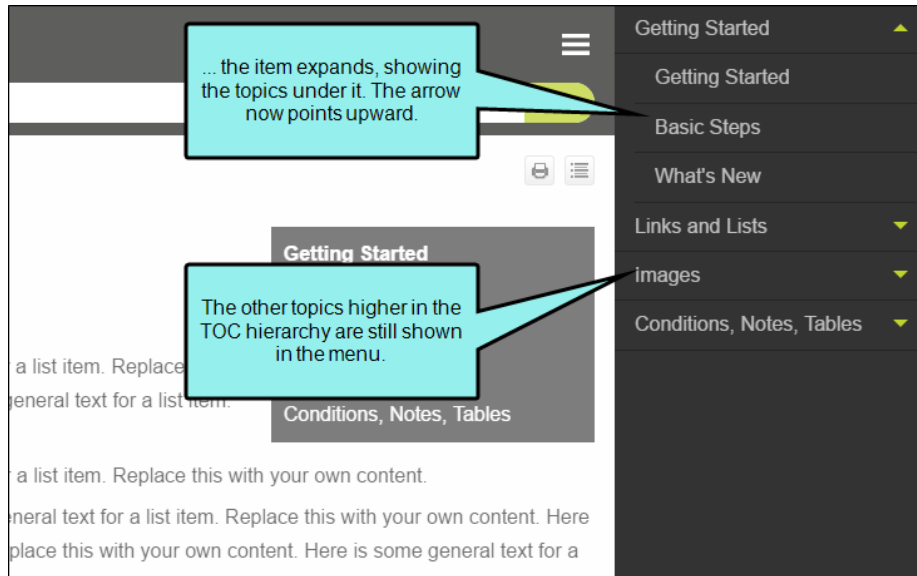 ... the item expands, showing
the topics under it. The arrow
now points upward.
Getting Started
Getting Started
Basic Steps
What's New
Links and Lists
images
Conditions, Notes, Tables
Getting Started
The other topics higher in the
TOC hierarchy are still shown
in the menu.
a list item. Replace
general text for a list item.
Conditions, Notes, Tables
a list item. Replace this with your own content.
general text for a list item. Replace this with your own content. Here
place this with your own content. Here is some general text for a